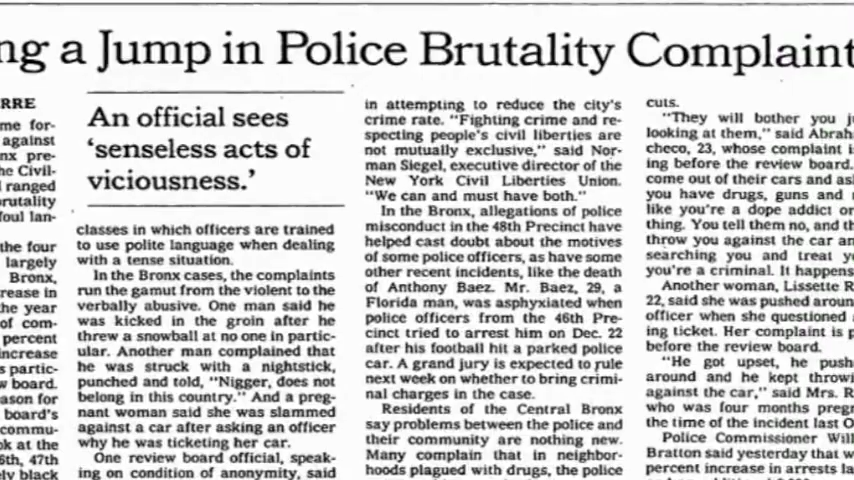 ng a Jump in Police Brutality Complaint
RRE
me for-
against
nx pre-
he Civil-
ranged
rutality
foul lan-
the four
largely
Bronx,
rease in
the year
of com-
percent
increase
s partic-
w board.
ason for
board's
commu-
ok at the
6th, 47th
ely black
An official sees
‘senseless acts of
viciousness.’
classes in which officers are trained
to use polite language when dealing
with a tense situation.
In the Bronx cases, the complaints
run the gamut from the violent to the
verbally abusive. One man said he
was kicked in the groin after he
threw a snowball at no one in partic-
ular. Another man complained that
he was struck with a nightstick,
punched and told, "Nigger, does not
belong in this country." And a preg-
nant woman said she was slammed
against a car after asking an officer
why he was ticketing her car.
One review board official, speak-
ing on condition of anonymity, said
in attempting to reduce the city's
crime rate. "Fighting crime and re-
specting people's civil liberties are
not mutually exclusive," said Nor-
man Siegel, executive director of the
New York Civil Liberties Union.
"We can and must have both."
In the Bronx, allegations of police
misconduct in the 48th Precinct have
helped cast doubt about the motives
of some police officers, as have some
other recent incidents, like the death
of Anthony Baez. Mr. Baez, 29, a
Florida man, was asphyxiated when
police officers from the 46th Pre-
cinct tried to arrest him on Dec. 22
after his football hit a parked police
car. A grand jury is expected to rule
next week on whether to bring crimi-
nal charges in the case.
Residents of the Central Bronx
say problems between the police and
their community are nothing new.
Many complain that in neighbor-
hoods plagued with drugs, the police
cuts.
"They will bother you j
looking at them," said Abrah
checo, 23, whose complaint i
ing before the review board.
come out of their cars and as
you have drugs, guns and
like you're a dope addict or
thing. You tell them no, and th
throw you against the car an
searching you and treat y
you're a criminal. It happens
Another woman, Lissette R
22, said she was pushed aroun
officer when she questioned
ing ticket. Her complaint is p
before the review board.
"He got upset, he push
around and he kept throwi
against the car," said Mrs. R
who was four months pregn
the time of the incident last O
Police Commissioner Will
Bratton said yesterday that w
percent increase in arrests la